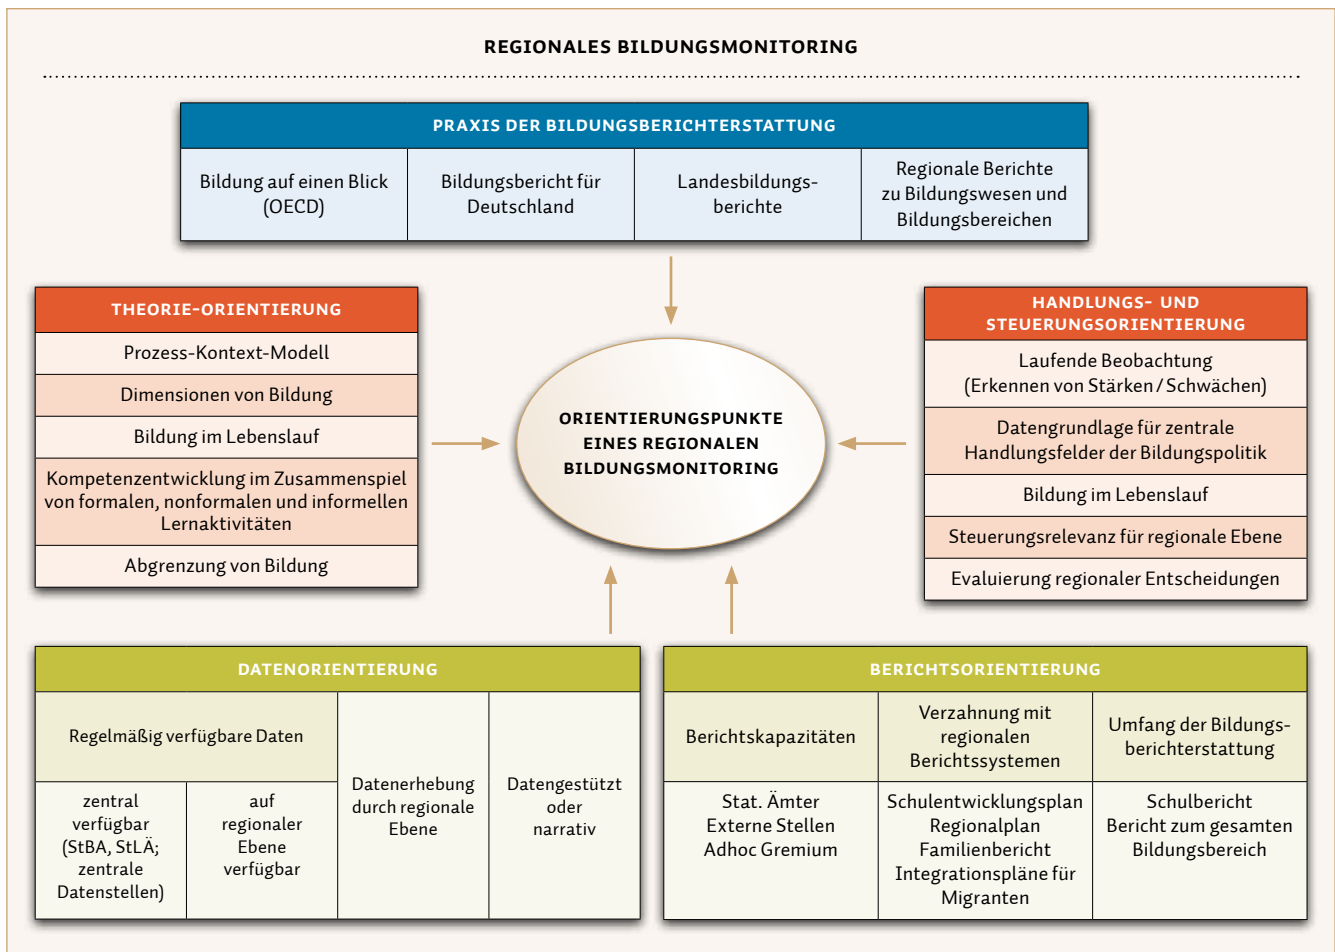 REGIONALES BILDUNGSMONITORING
PRAXIS DER BILDUNGSBERICHTERSTATTUNG
Bildung auf einen Blick
(OECD)
Bildungsbericht für
Deutschland
Landesbildungs-
berichte
Regionale Berichte
zu Bildungswesen und
Bildungsbereichen
THEORIE-ORIENTIERUNG
Prozess-Kontext-Modell
Dimensionen von Bildung
Bildung im Lebenslauf
Kompetenzentwicklung im Zusammenspiel
von formalen, nonformalen und informellen
Lernaktivitäten
Abgrenzung von Bildung
ORIENTIERUNGSPUNKTE
EINES REGIONALEN
BILDUNGSMONITORING
HANDLUNGS- UND
STEUERUNGSORIENTIERUNG
Laufende Beobachtung
(Erkennen von Stärken / Schwächen)
Datengrundlage für zentrale
Handlungsfelder der Bildungspolitik
Bildung im Lebenslauf
Steuerungsrelevanz für regionale Ebene
Evaluierung regionaler Entscheidungen
DATENORIENTIERUNG
Regelmäßig verfügbare Daten
zentral
verfügbar
(StBA, StLÄ;
zentrale
Datenstellen)
auf
regionaler
Ebene
verfügbar
Datenerhebung
durch regionale
Ebene
Datengestützt
oder
narrativ
BERICHTSORIENTIERUNG
Berichtskapazitäten
Verzahnung mit
regionalen
Berichtssystemen
Umfang der Bildungs-
berichterstattung
Stat. Ämter
Externe Stellen
Adhoc Gremium
Schulentwicklungsplan
Regionalplan
Familienbericht
Integrationspläne für
Migranten
Schulbericht
Bericht zum gesamten
Bildungsbereich